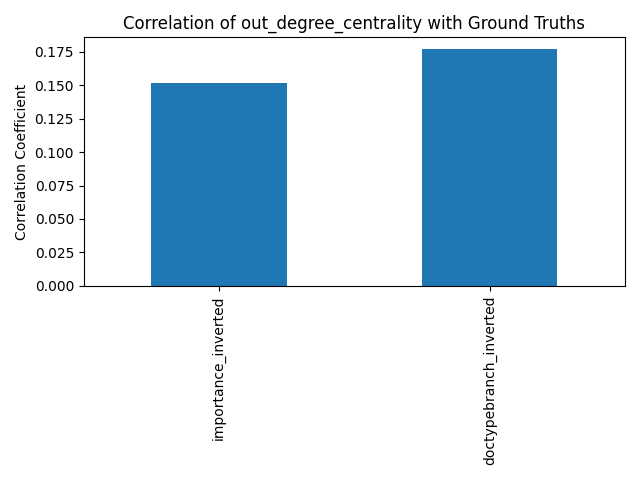 Correlation of out_degree_centrality with Ground Truths
Correlation Coefficient
0.175
0.150
0.125
0.100
0.075
0.050
0.025
0.000
importance_inverted
doctypebranch_inverted